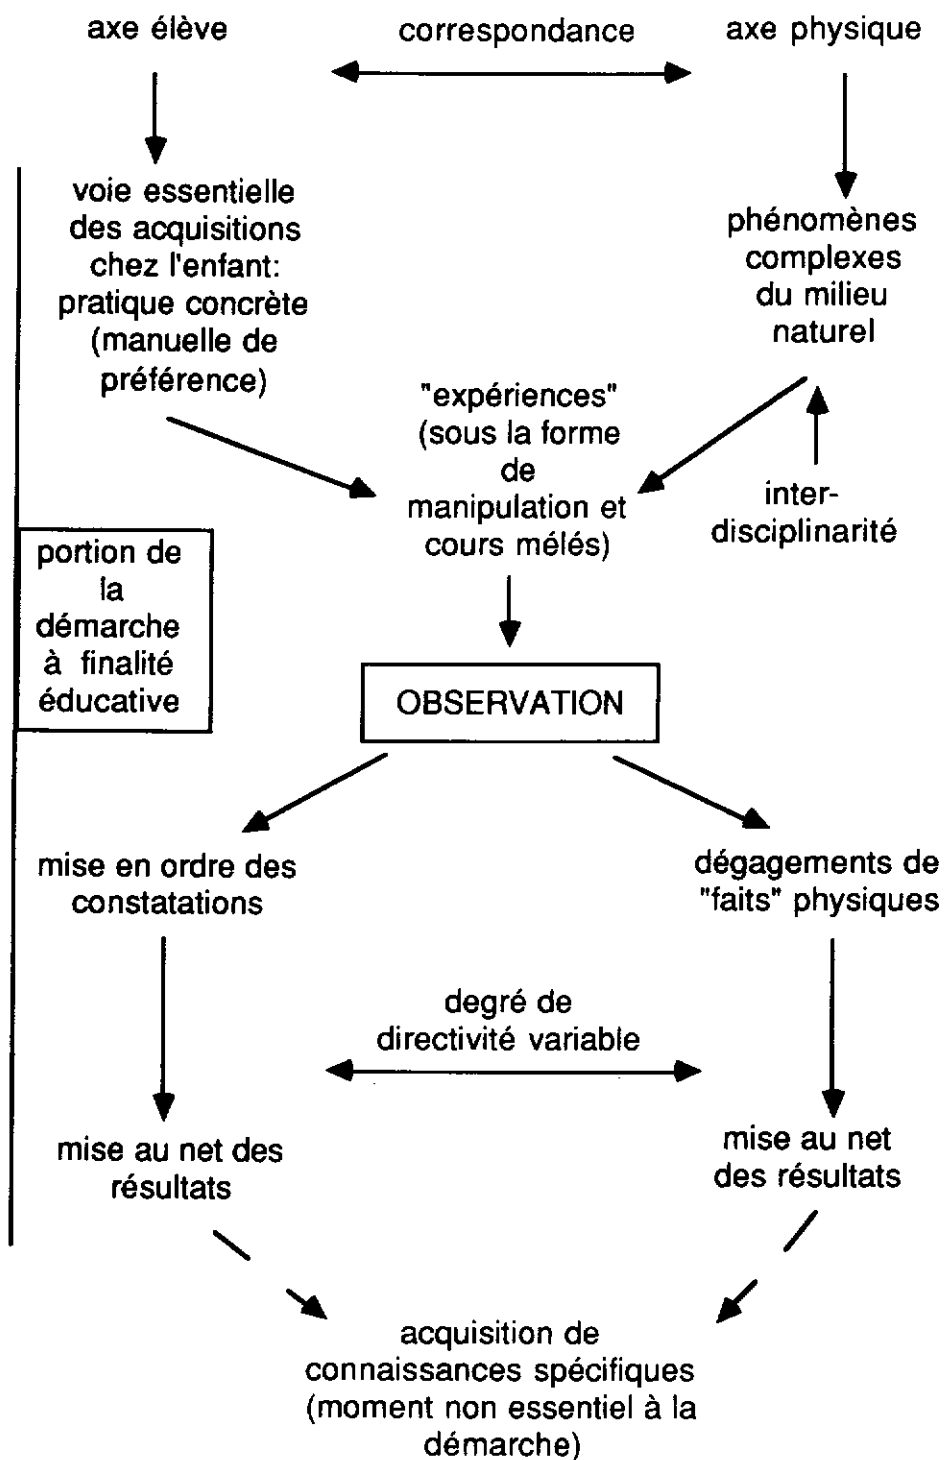 axe élève
correspondance
axe physique
voie essentielle
des acquisitions
chez l'enfant:
pratique concrète
(manuelle de
préférence)
phénomènes
complexes
du milieu
naturel
"expériences"
(sous la forme
de
manipulation et
cours mélés)
inter-
disciplinarité
portion de
la
démarche
à finalité
éducative
OBSERVATION
mise en ordre des
constatations
dégagements de
"faits" physiques
degré de
directivité variable
mise au net des
résultats
mise au net
des résultats
acquisition de
connaissances spécifiques
(moment non essentiel à la
démarche)